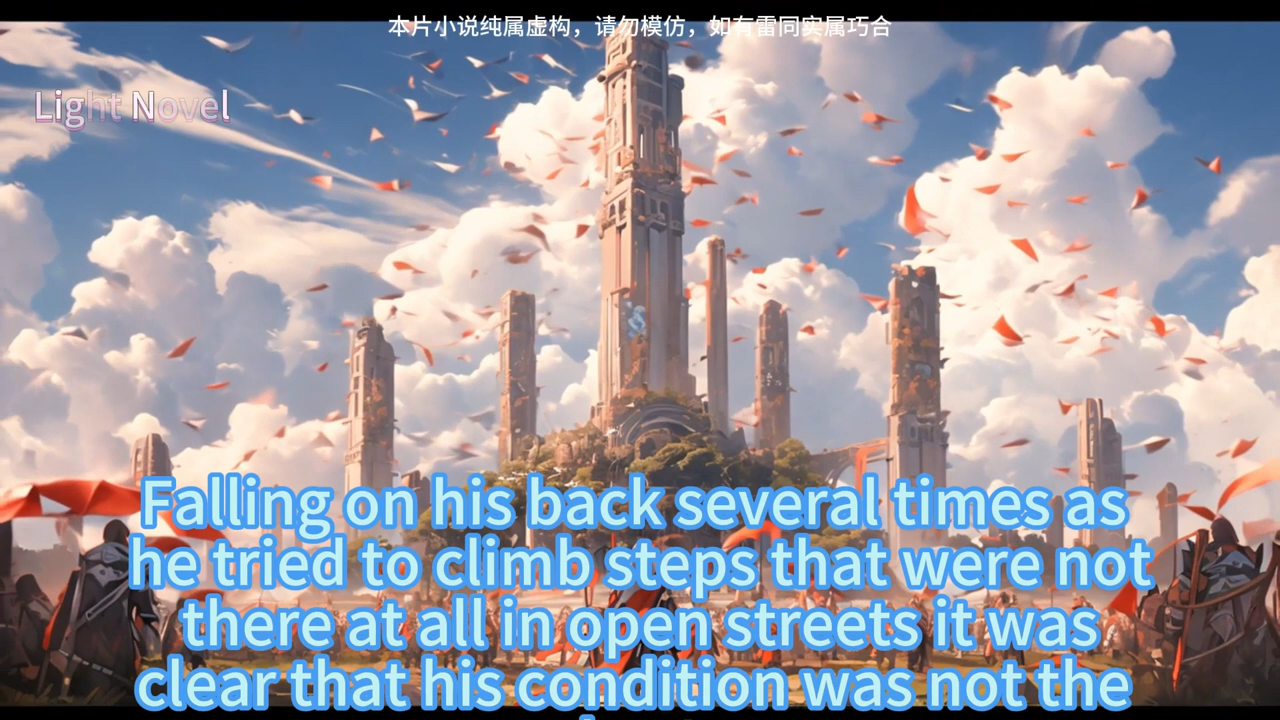 本片小说纯属虚构，请勿模仿，如有雷同实属巧合
Light Novel
Falling on his back several times as
he tried to climb steps that were not
there at all in open streets it was
clear that his condition was not the